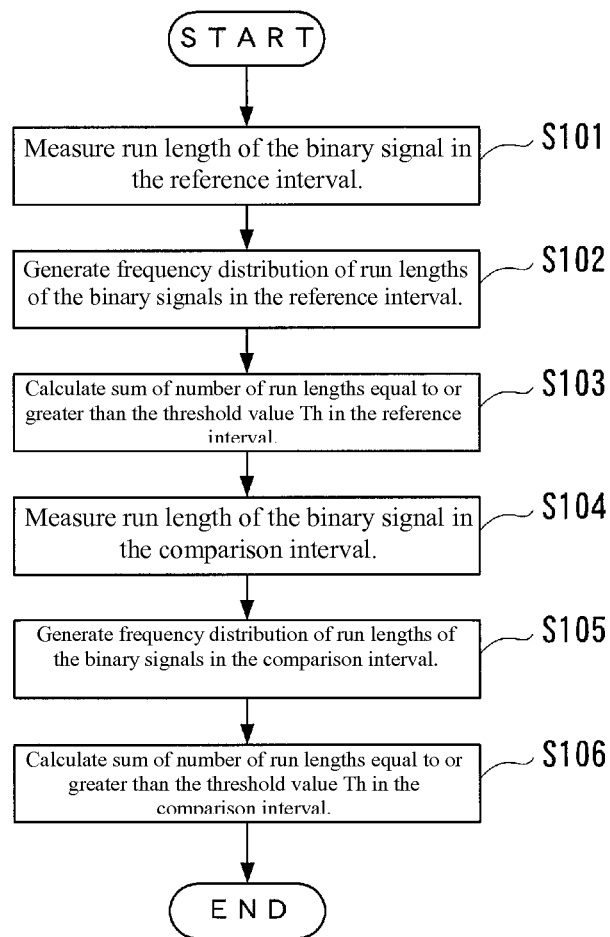 START
Measure run length of the binary signal in
the reference interval.
S101
Generate frequency distribution of run lengths
of the binary signals in the reference interval.
S102
Calculate sum of number of run lengths equal to or
greater than the threshold value Th in the reference
interval.
S103
Measure run length of the binary signal in
the comparison interval.
S104
Generate frequency distribution of run lengths of
the binary signals in the comparison interval.
S105
Calculate sum of number of run lengths equal to or
greater than the threshold value Th in the
comparison interval.
S106
END